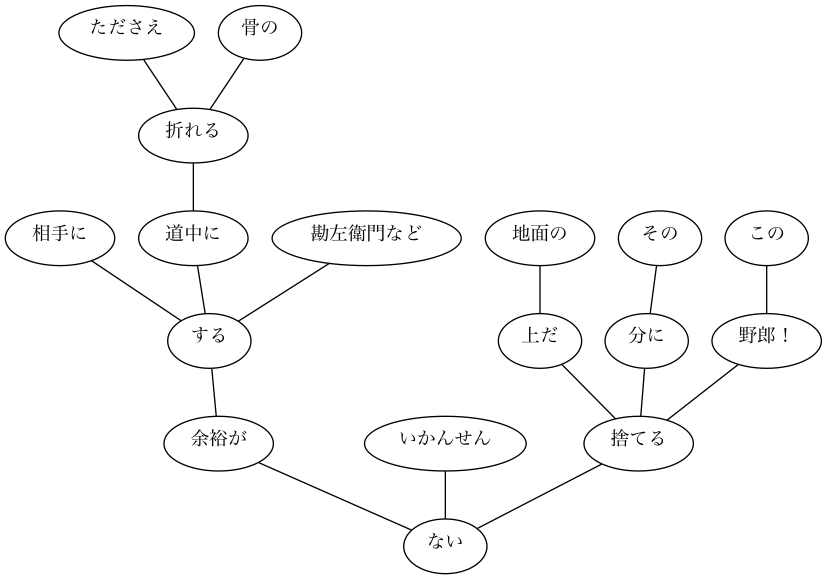 たださえ
骨の
折れる
相手に
道中に
勘左衛門など
地面の
その
この
する
上だ
分に
野郎！
余裕が
いかんせん
捨てる
ない